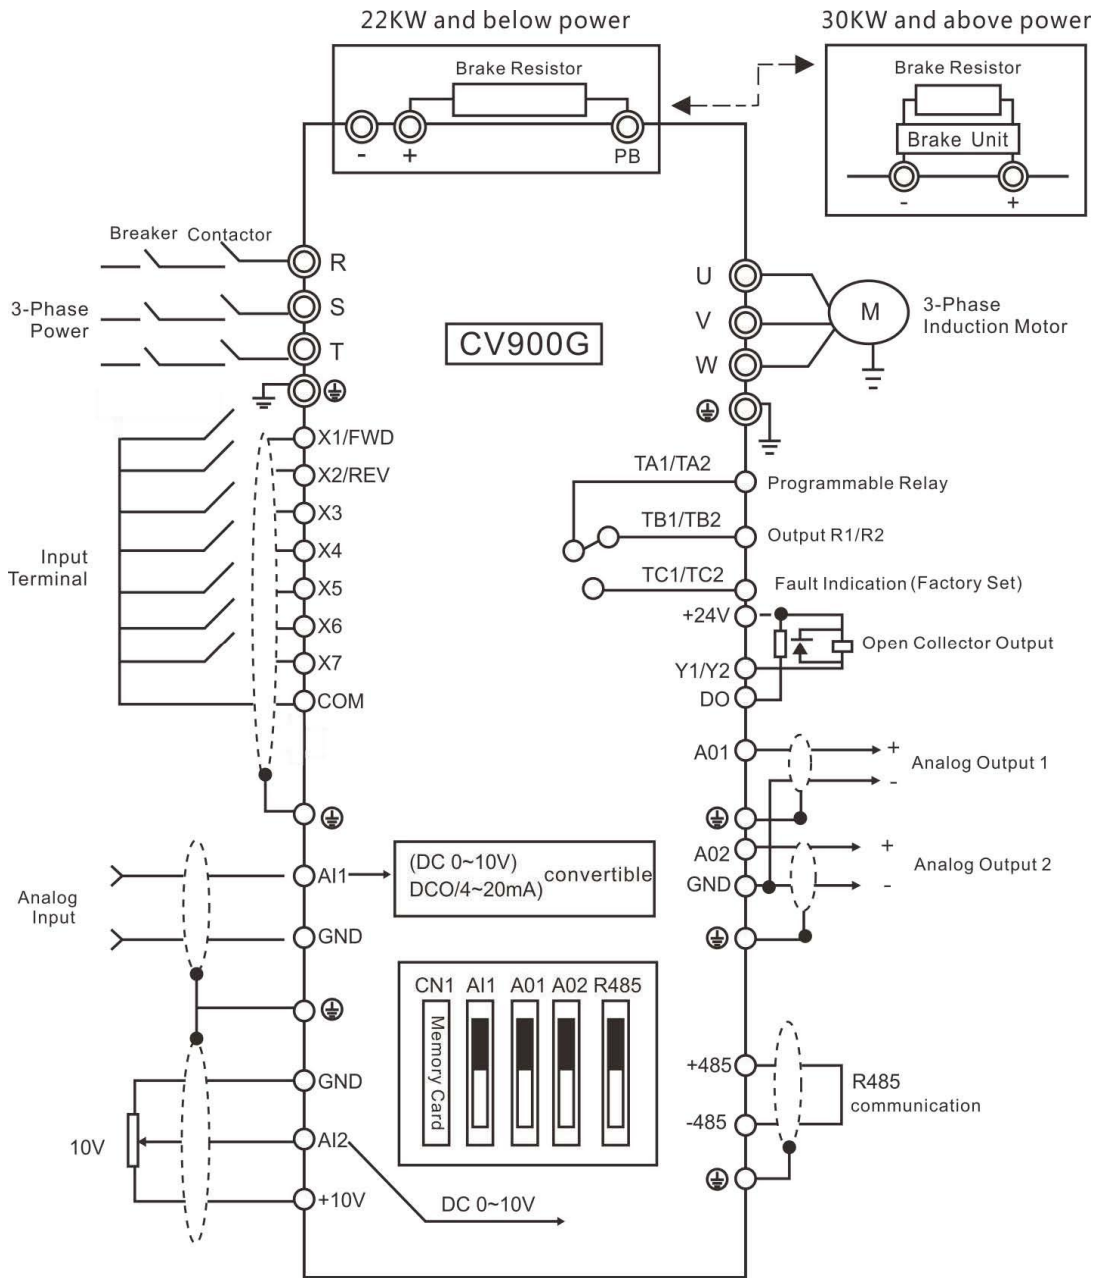 22KW and below power
30KW and above power
Brake Resistor
- + PB
Brake Resistor
Brake Unit
- +
Breaker Contactor
R
S
T
3-Phase
Power
CV900G
U
V
W
M
3-Phase
Induction Motor
X1/FWD
X2/REV
X3
X4
X5
X6
X7
COM
Input
Terminal
TA1/TA2
Programmable Relay
TB1/TB2
Output R1/R2
TC1/TC2
Fault Indication (Factory Set)
+24V
Open Collector Output
Y1/Y2
DO
A01
+
-
Analog Output 1
A02
+
GND
-
Analog Output 2
Analog
Input
AI1
(DC 0~10V)
DCO/4~20mA)
convertible
GND
CN1 AI1 A01 A02 R485
Memory Card
GND
10V
AI2
+10V
DC 0~10V
+485
-485
R485
communication